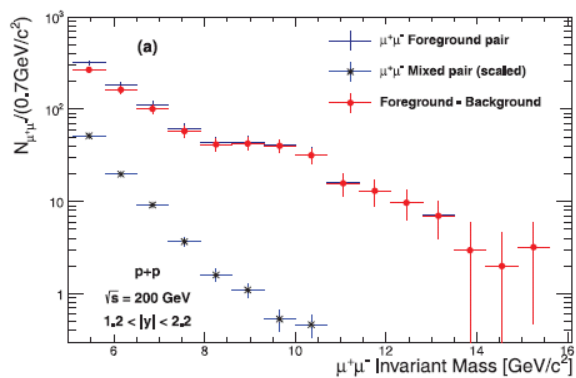 (a)
μ⁺μ⁻ Foreground pair
μ⁺μ⁻ Mixed pair (scaled)
Foreground - Background
N_μ⁺μ⁻/(0.7GeV/c²)
10³
10²
10
1
p+p
√s = 200 GeV
1.2 < |y| < 2.2
6 8 10 12 14 16
μ⁺μ⁻ Invariant Mass [GeV/c²]